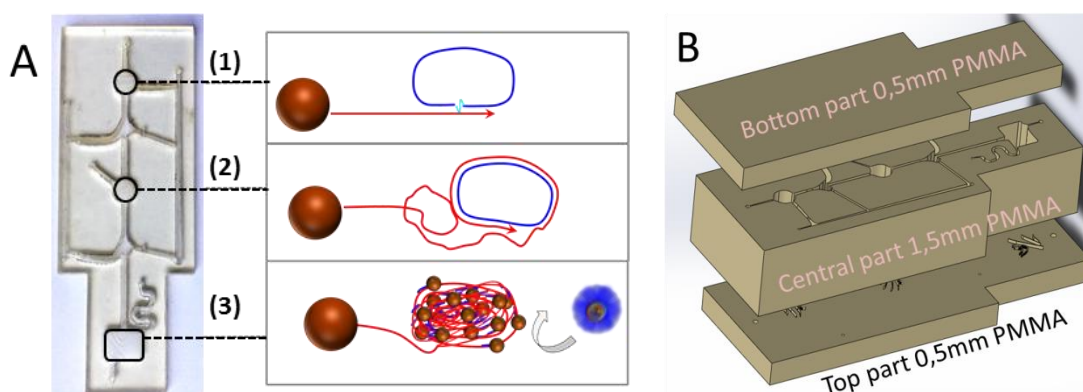 A
(1)
(2)
(3)
B
Bottom part 0,5mm PMMA
Central part 1,5mm PMMA
Top part 0,5mm PMMA